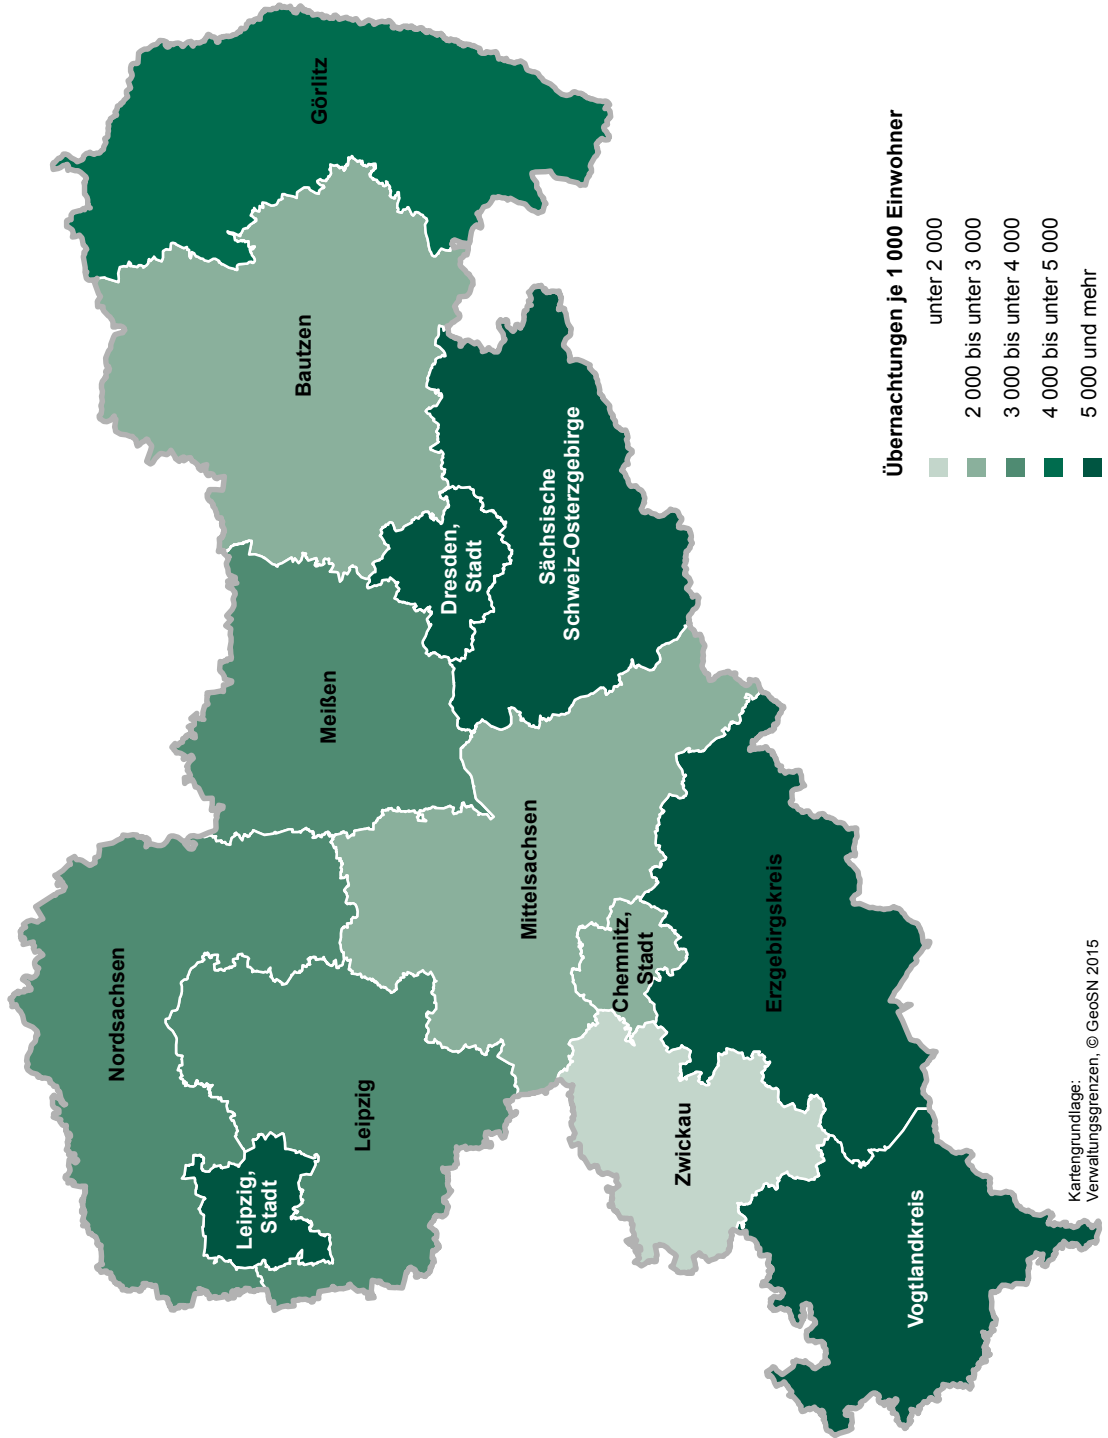 Nordsachsen
Leipzig,
Stadt
Leipzig
Meißen
Bautzen
Görlitz
Dresden,
Stadt
Sächsische
Schweiz-Osterzgebirge
Mittelsachsen
Chemnitz,
Stadt
Zwickau
Erzgebirgskreis
Vogtlandkreis
Übernachtungen je 1 000 Einwohner
unter 2 000
2 000 bis unter 3 000
3 000 bis unter 4 000
4 000 bis unter 5 000
5 000 und mehr
Kartengrundlage:
Verwaltungsgrenzen, © GeoSN 2015